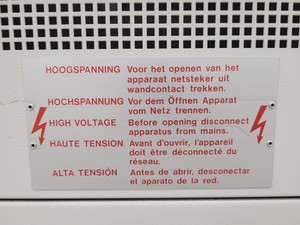 HOOGSPANNING Voor het openen van het
apparaat netsteker uit
wandcontact trekken.
HOCHSPANNUNG Vor dem Öffnen Apparat
vom Netz trennen.
HIGH VOLTAGE Before opening disconnect
apparatus from mains.
HAUTE TENSION Avant d'ouvrir, l'appareil
doit être déconnecté du
réseau.
ALTA TENSIÓN Antes de abrir, desconectar
el aparato de la red.